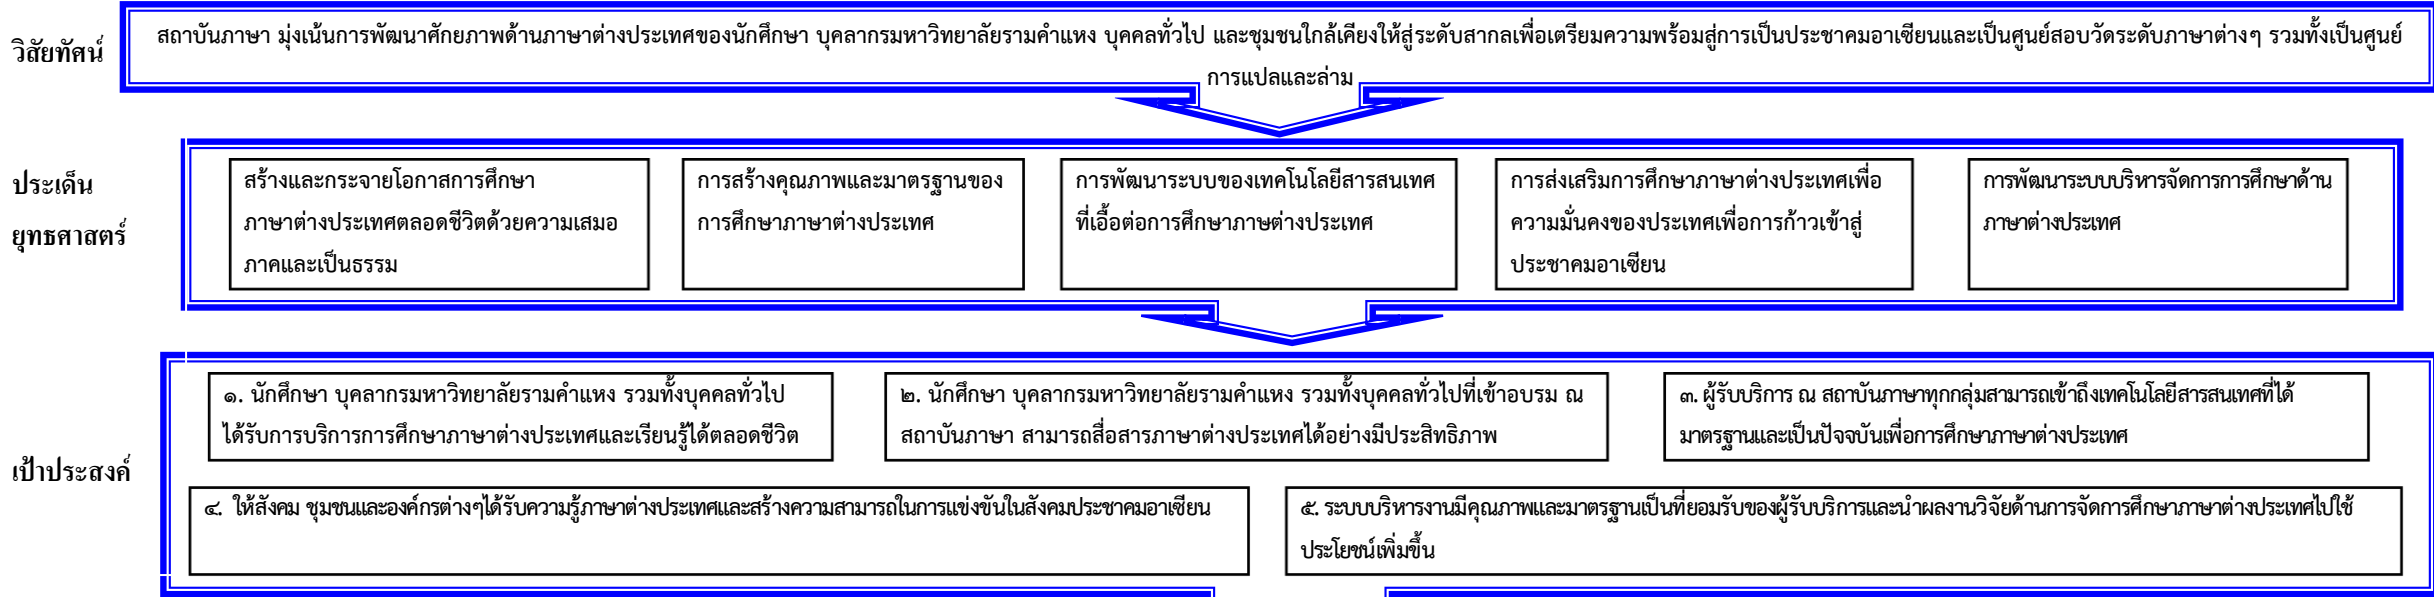 วิสัยทัศน์
สถาบันภาษา มุ่งเน้นการพัฒนาศักยภาพด้านภาษาต่างประเทศของนักศึกษา บุคลากรมหาวิทยาลัยรามคำแหง บุคคลทั่วไป และชุมชนใกล้เคียงให้สู่ระดับสากลเพื่อเตรียมความพร้อมสู่การเป็นประชาคมอาเซียนและเป็นศูนย์สอบวัดระดับภาษาต่างๆ รวมทั้งเป็นศูนย์
การแปลและล่าม
ประเด็น
ยุทธศาสตร์
สร้างและกระจายโอกาสการศึกษา
ภาษาต่างประเทศตลอดชีวิตด้วยความเสมอ
ภาคและเป็นธรรม
การสร้างคุณภาพและมาตรฐานของ
การศึกษาภาษาต่างประเทศ
การพัฒนาระบบของเทคโนโลยีสารสนเทศ
ที่เอื้อต่อการศึกษาภาษต่างประเทศ
การส่งเสริมการศึกษาภาษาต่างประเทศเพื่อ
ความมั่นคงของประเทศเพื่อการก้าวเข้าสู่
ประชาคมอาเซียน
การพัฒนาระบบบริหารจัดการการศึกษาด้าน
ภาษาต่างประเทศ
เป้าประสงค์
๑. นักศึกษา บุคลากรมหาวิทยาลัยรามคำแหง รวมทั้งบุคคลทั่วไป
ได้รับการบริการการศึกษาภาษาต่างประเทศและเรียนรู้ได้ตลอดชีวิต
๒. นักศึกษา บุคลากรมหาวิทยาลัยรามคำแหง รวมทั้งบุคคลทั่วไปที่เข้าอบรม ณ
สถาบันภาษา สามารถสื่อสารภาษาต่างประเทศได้อย่างมีประสิทธิภาพ
๓. ผู้รับบริการ ณ สถาบันภาษาทุกกลุ่มสามารถเข้าถึงเทคโนโลยีสารสนเทศที่ได้
มาตรฐานและเป็นปัจจบันเพื่อการศึกษาภาษาต่างประเทศ
๔. ให้สังคม ชุมชนและองค์กรต่างๆได้รับความรู้ภาษาต่างประเทศและสร้างความสามารถในการแข่งขันในสังคมประชาคมอาเซียน
๕. ระบบบริหารงานมีคุณภาพและมาตรฐานเป็นที่ยอมรับของผู้รับบริการและนำผลงานวิจัยด้านการจัดการศึกษาภาษาต่างประเทศไปใช้
ประโยชน์เพิ่มขึ้น